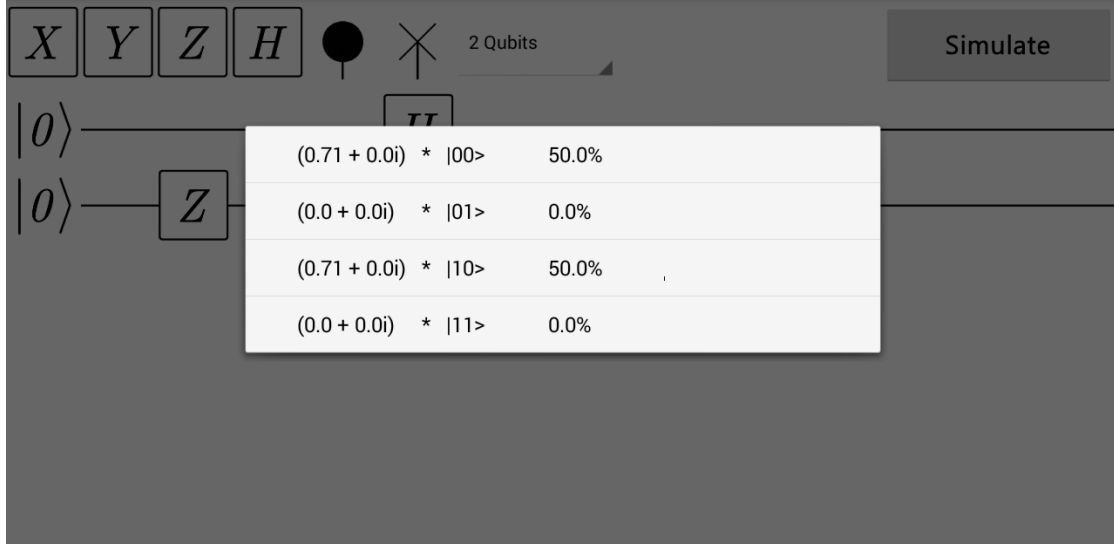 X Y Z H 2 Qubits Simulate
|0⟩ H
|0⟩ Z
(0.71 + 0.0i) * |00> 50.0%
(0.0 + 0.0i) * |01> 0.0%
(0.71 + 0.0i) * |10> 50.0%
(0.0 + 0.0i) * |11> 0.0%